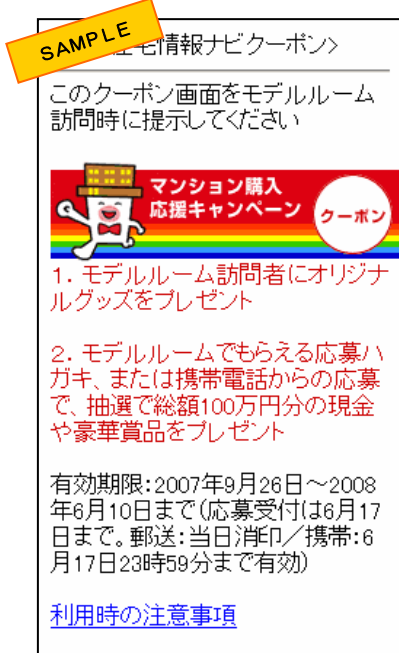 SAMPLE
宅情報ナビクーポン>
このクーポン画面をモデルルーム
訪問時に提示してください
マンション購入
応援キャンペーン
クーポン
1. モデルルーム訪問者にオリジナ
ルグッズをプレゼント
2. モデルルームでもらえる応募ハ
ガキ、または携帯電話からの応募
で、抽選で総額100万円分の現金
や豪華賞品をプレゼント
有効期限:2007年9月26日~2008
年6月10日まで(応募受付は6月17
日まで。郵送:当日消印/携帯:6
月17日23時59分まで有効)
利用時の注意事項